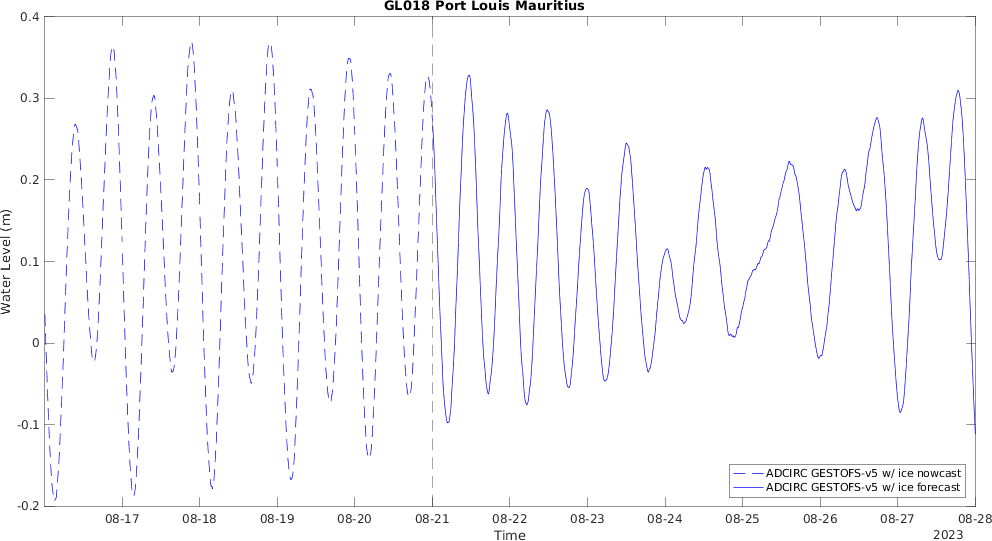 GL018 Port Louis Mauritius
0.4
0.3
0.2
0.1
0
-0.1
-0.2
Water Level (m)
ADCIRC GESTOFS-v5 w/ ice nowcast
ADCIRC GESTOFS-v5 w/ ice forecast
08-17 08-18 08-19 08-20 08-21 08-22 08-23 08-24 08-25 08-26 08-27 08-28
Time
2023